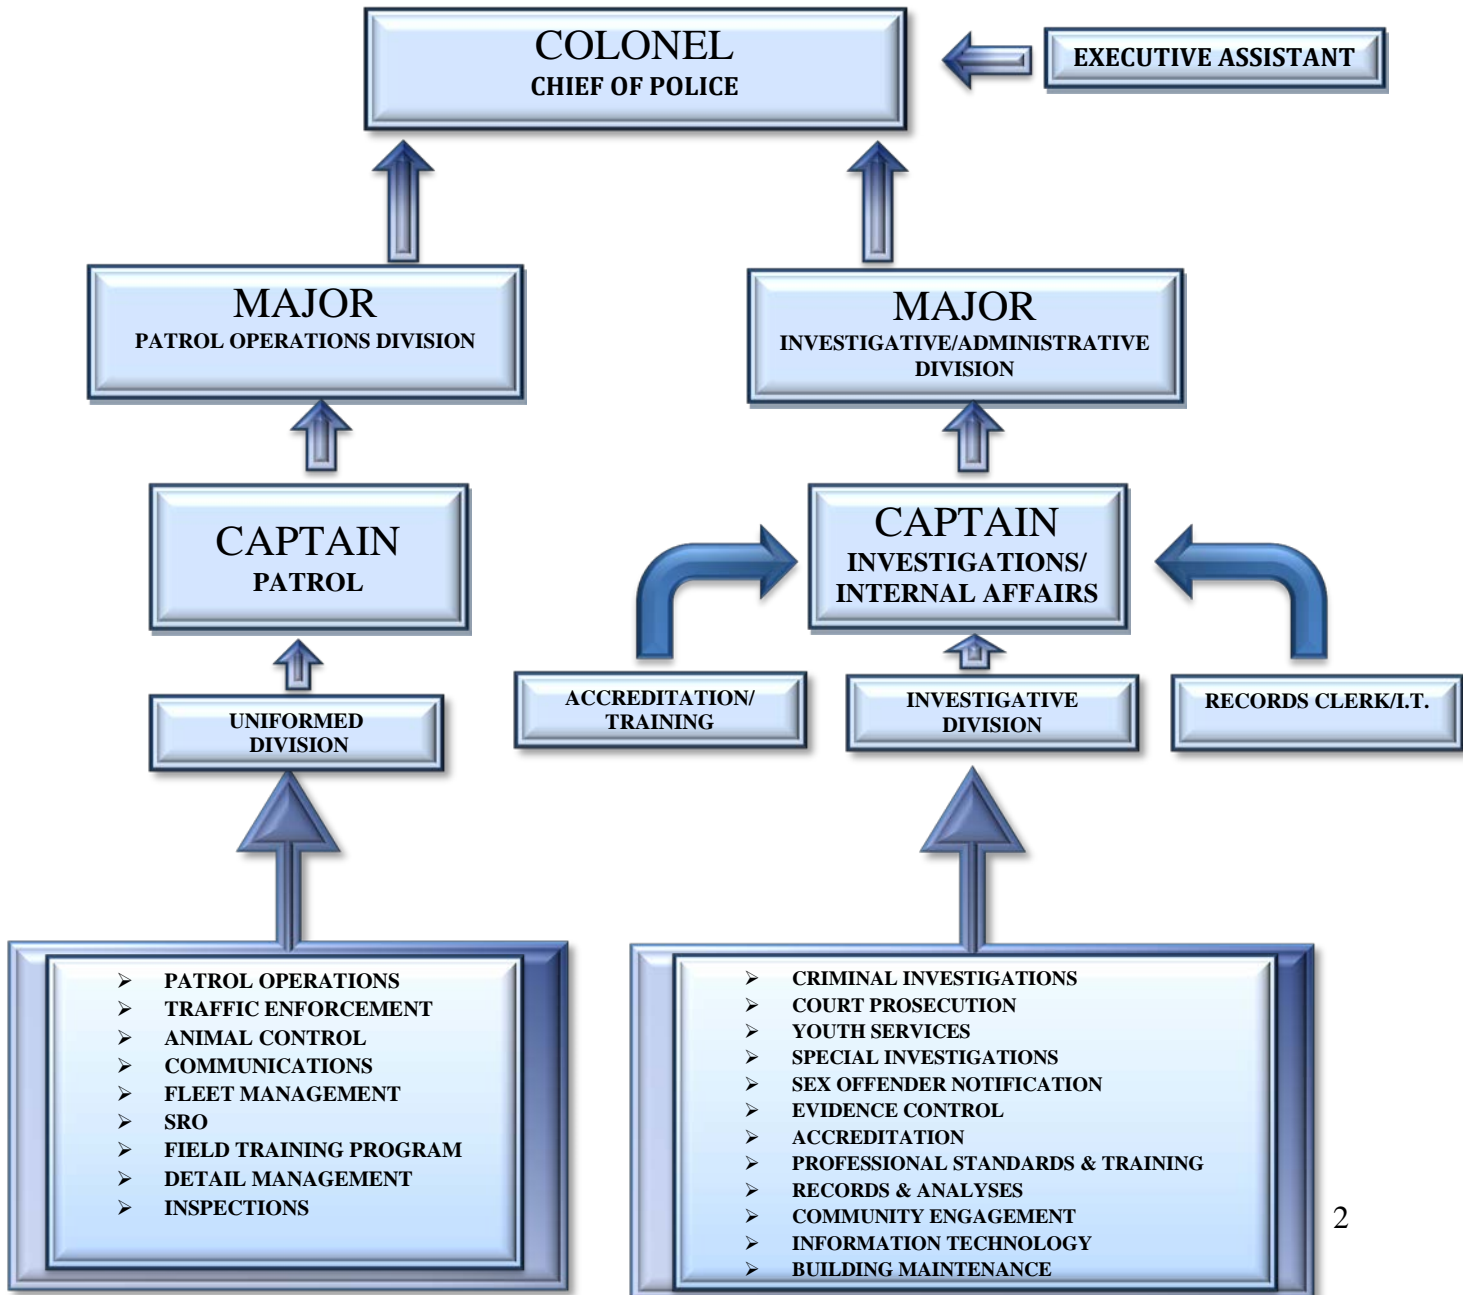 COLONEL
CHIEF OF POLICE
EXECUTIVE ASSISTANT
MAJOR
PATROL OPERATIONS DIVISION
MAJOR
INVESTIGATIVE/ADMINISTRATIVE
DIVISION
CAPTAIN
PATROL
CAPTAIN
INVESTIGATIONS/
INTERNAL AFFAIRS
UNIFORMED
DIVISION
ACCREDITATION/
TRAINING
INVESTIGATIVE
DIVISION
RECORDS CLERK/I.T.
➢ PATROL OPERATIONS
➢ TRAFFIC ENFORCEMENT
➢ ANIMAL CONTROL
➢ COMMUNICATIONS
➢ FLEET MANAGEMENT
➢ SRO
➢ FIELD TRAINING PROGRAM
➢ DETAIL MANAGEMENT
➢ INSPECTIONS
➢ CRIMINAL INVESTIGATIONS
➢ COURT PROSECUTION
➢ YOUTH SERVICES
➢ SPECIAL INVESTIGATIONS
➢ SEX OFFENDER NOTIFICATION
➢ EVIDENCE CONTROL
➢ ACCREDITATION
➢ PROFESSIONAL STANDARDS & TRAINING
➢ RECORDS & ANALYSES
➢ COMMUNITY ENGAGEMENT
➢ INFORMATION TECHNOLOGY
➢ BUILDING MAINTENANCE
2